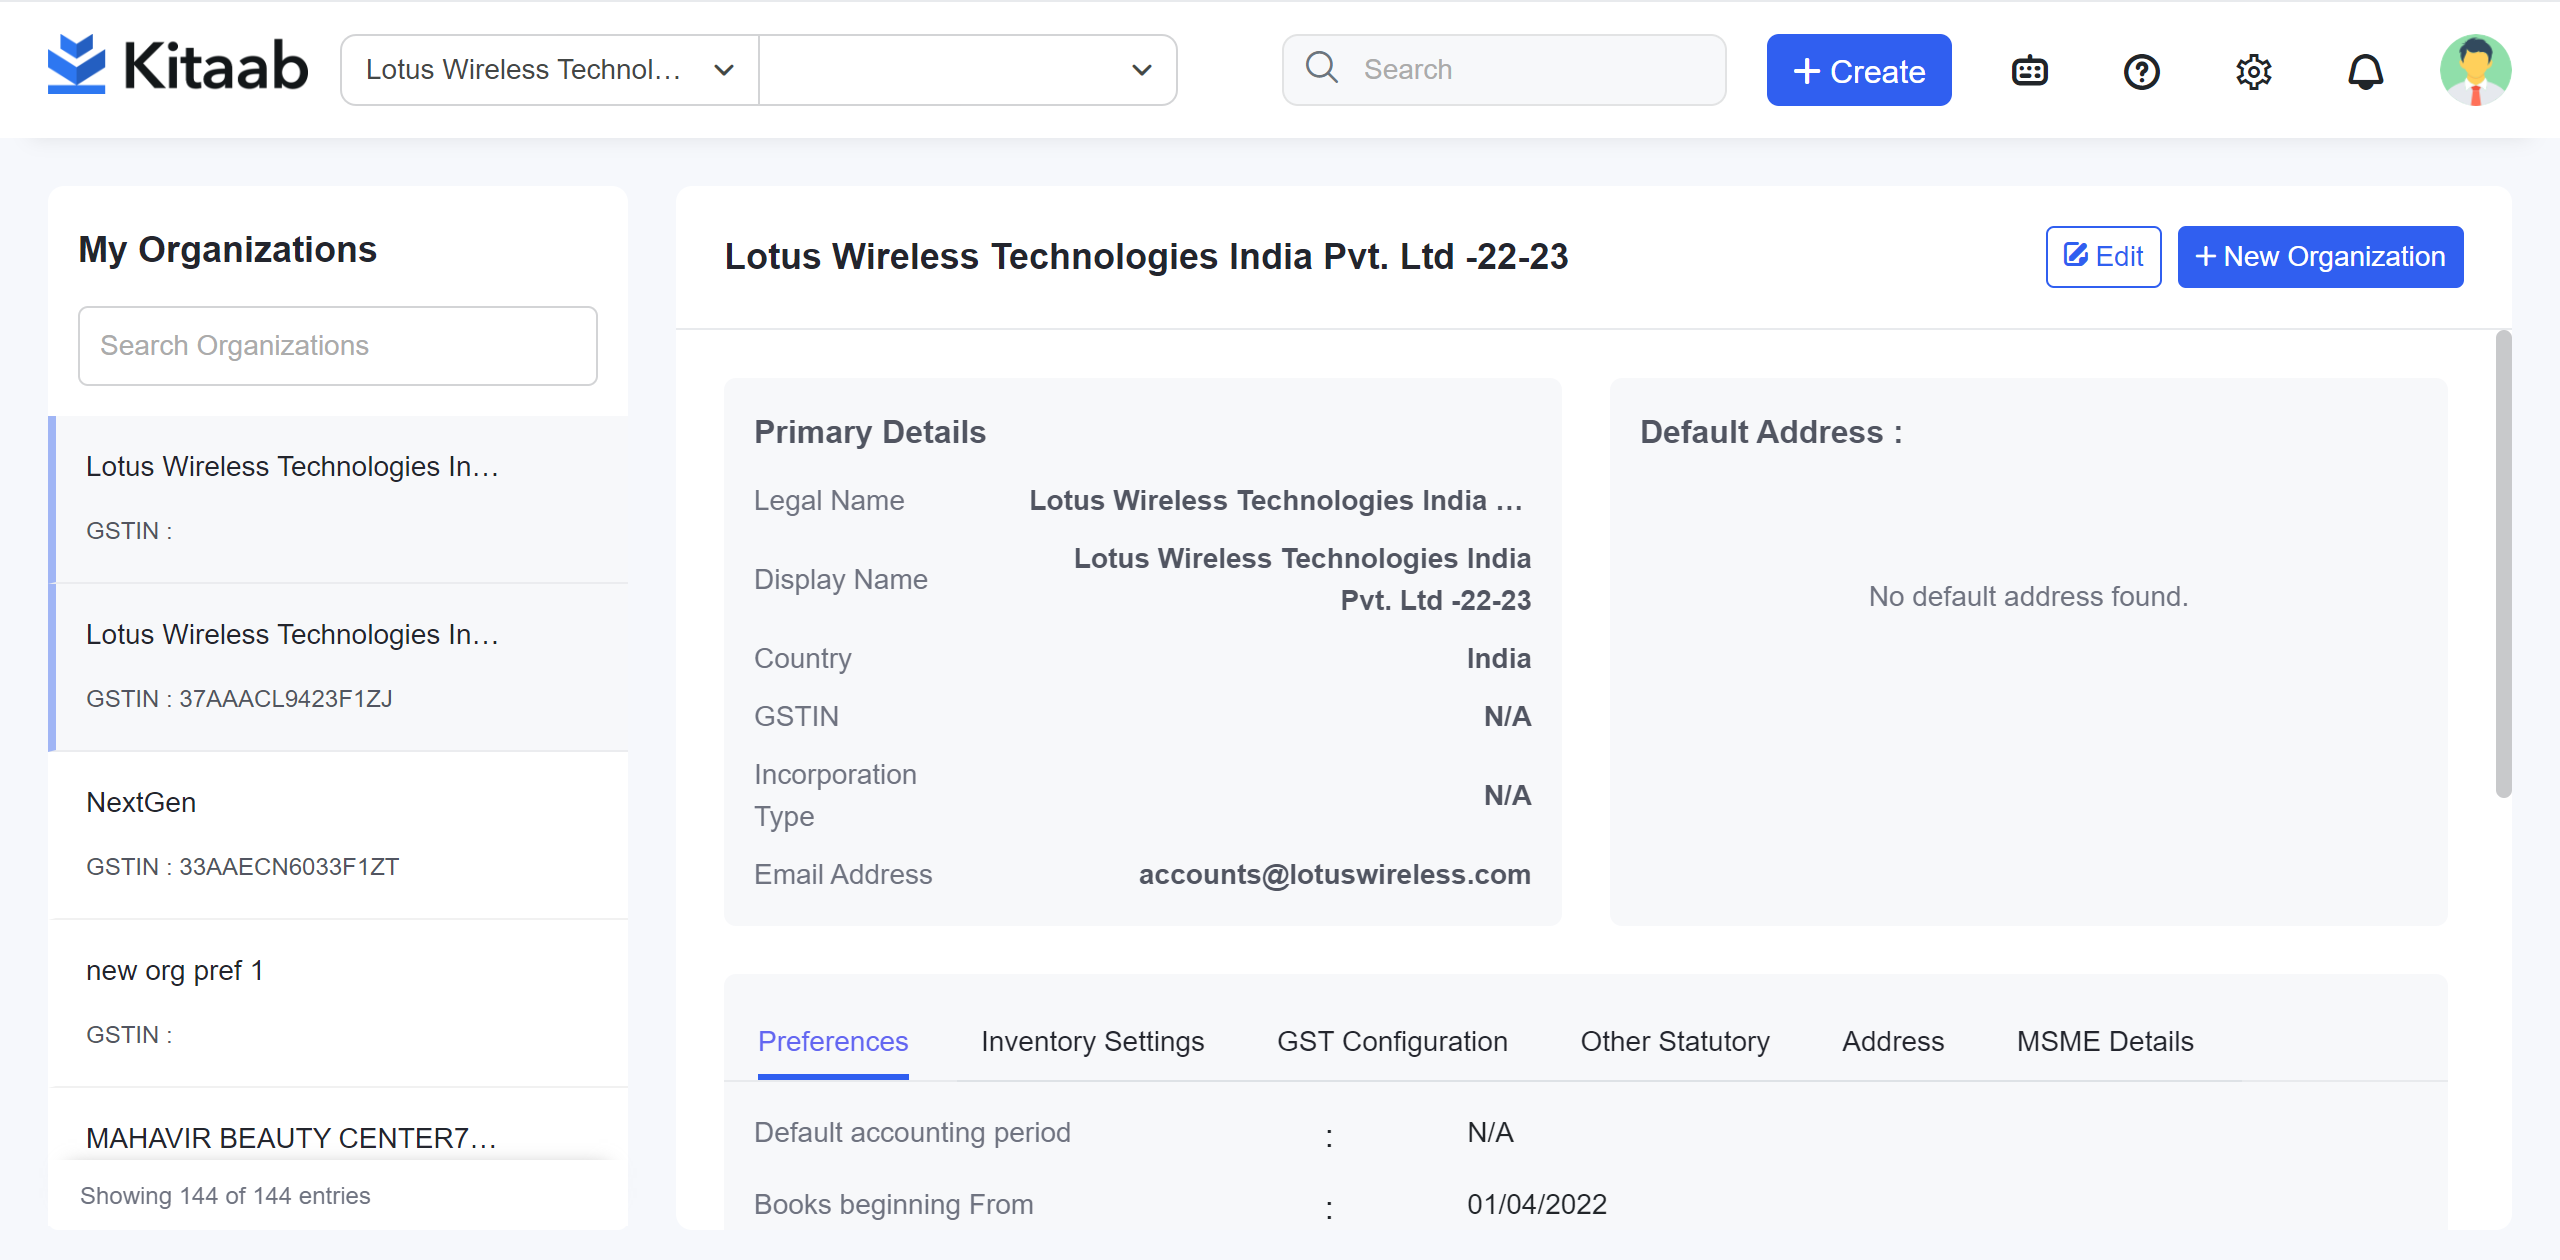 Kitaab
Lotus Wireless Technol...
Search
+ Create
My Organizations
Search Organizations
Lotus Wireless Technologies In...
GSTIN :
Lotus Wireless Technologies In...
GSTIN : 37AAACL9423F1ZJ
NextGen
GSTIN : 33AAECN6033F1ZT
new org pref 1
GSTIN :
MAHAVIR BEAUTY CENTER7...
Showing 144 of 144 entries
Lotus Wireless Technologies India Pvt. Ltd -22-23
Edit
+ New Organization
Primary Details
Legal Name Lotus Wireless Technologies India ...
Display Name Lotus Wireless Technologies India
Pvt. Ltd -22-23
Country India
GSTIN N/A
Incorporation
Type N/A
Email Address accounts@lotuswireless.com
Default Address :
No default address found.
Preferences Inventory Settings GST Configuration Other Statutory Address MSME Details
Default accounting period : N/A
Books beginning From : 01/04/2022